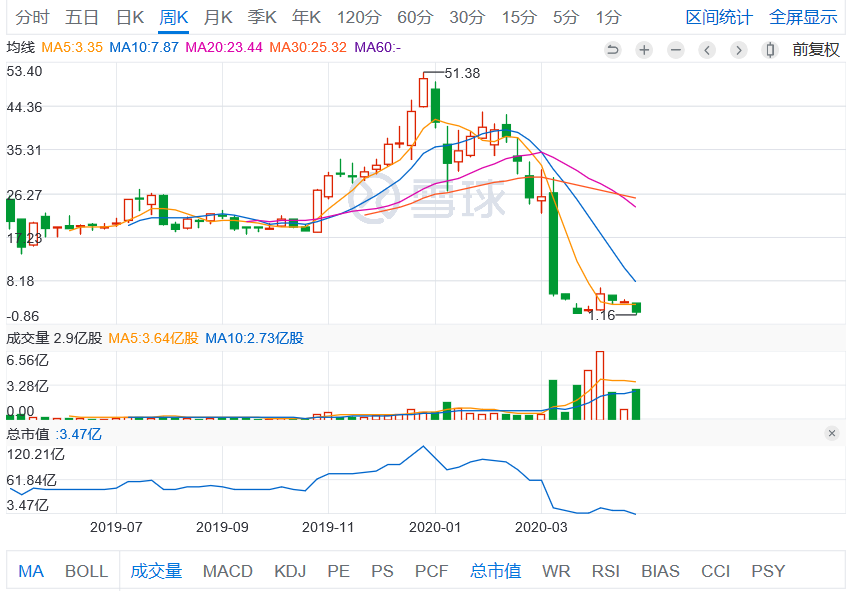 分时 五日 日K 周K 月K 季K 年K 120分 60分 30分 15分 5分 1分 区间统计 全屏显示
均线 MA5:3.35 MA10:7.87 MA20:23.44 MA30:25.32 MA60:- 前复权
53.40
51.38
44.36
35.31
26.27
雪球
17.23
8.18
1.16
-0.86
成交量 2.9亿股 MA5:3.64亿股 MA10:2.73亿股
6.56亿
3.28亿
0.00
总市值 :3.47亿
120.21亿
61.84亿
3.47亿
2019-07 2019-09 2019-11 2020-01 2020-03
MA BOLL 成交量 MACD KDJ PE PS PCF 总市值 WR RSI BIAS CCI PSY